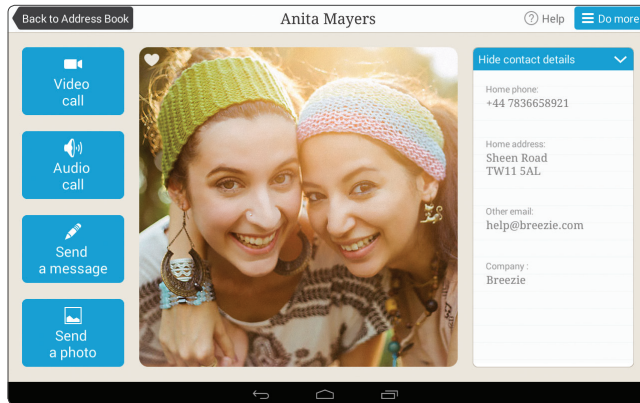 Back to Address Book
Anita Mayers
? Help
Do more
Video
call
Audio
call
Send
a message
Send
a photo
Hide contact details
Home phone:
+44 7836658921
Home address:
Sheen Road
TW11 5AL
Other email:
help@breezie.com
Company :
Breezie